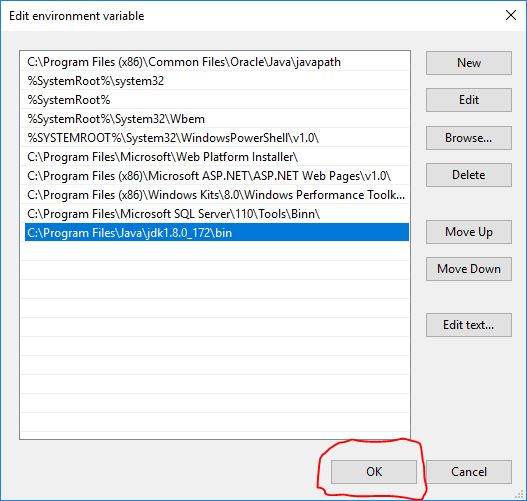 Edit environment variable
C:\Program Files (x86)\Common Files\Oracle\Java\javapath
%SystemRoot%\system32
%SystemRoot%
%SystemRoot%\System32\Wbem
%SYSTEMROOT%\System32\WindowsPowerShell\v1.0\
C:\Program Files\Microsoft\Web Platform Installer\
C:\Program Files (x86)\Microsoft ASP.NET\ASP.NET Web Pages\v1.0\
C:\Program Files (x86)\Windows Kits\8.0\Windows Performance Toolk...
C:\Program Files\Microsoft SQL Server\110\Tools\Binn\
C:\Program Files\Java\jdk1.8.0_172\bin
New
Edit
Browse...
Delete
Move Up
Move Down
Edit text...
OK
Cancel